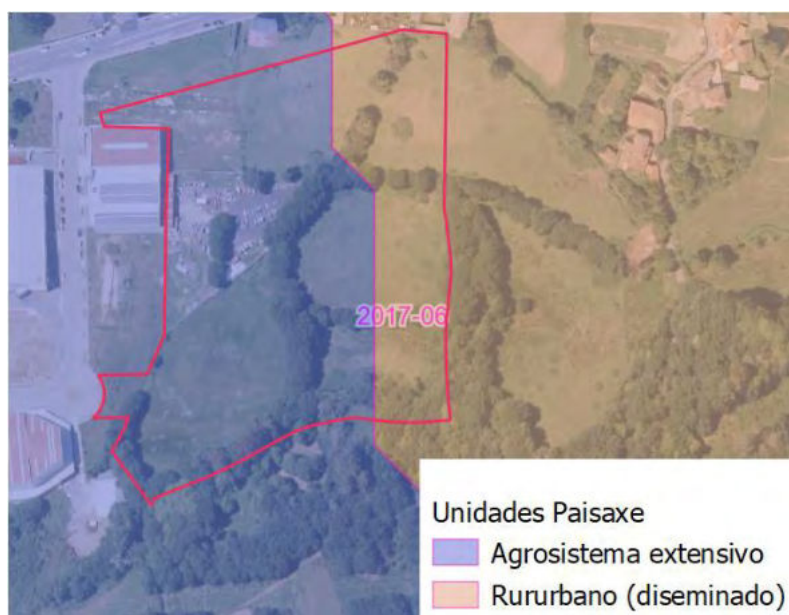 2017-06
Unidades Paisaxe
Agrosistema extensivo
Rururbano (diseminado)